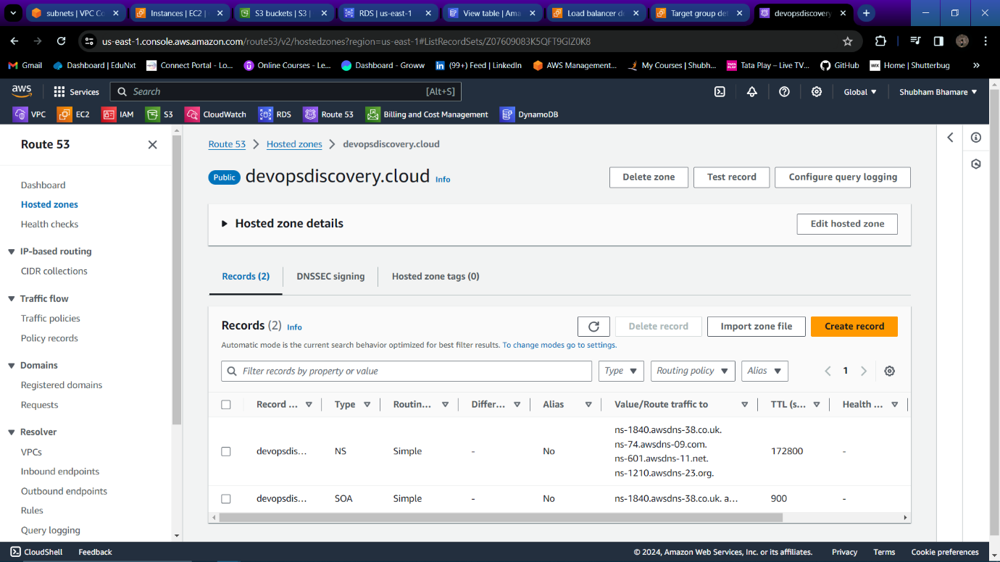 subnets | VPC Co
Instances | EC2 |
S3 buckets | S3 |
RDS | us-east-1
View table | Ama
Load balancer de
Target group det
devopsdiscovery
us-east-1.console.aws.amazon.com/route53/v2/hostedzones?region=us-east-1#ListRecordSets/Z07609083K5QFT9GIZ0K8
Gmail
Dashboard | EduNxt
Connect Portal - Lo...
Online Courses - Le...
Dashboard - Groww
(99+) Feed | LinkedIn
AWS Management...
My Courses | Shubh...
Tata Play – Live TV...
GitHub
Home | Shutterbug
aws
Services
Search
[Alt+S]
Global
Shubham Bhamare
VPC
EC2
IAM
S3
CloudWatch
RDS
Route 53
Billing and Cost Management
DynamoDB
Route 53
Dashboard
Hosted zones
Health checks
IP-based routing
CIDR collections
Traffic flow
Traffic policies
Policy records
Domains
Registered domains
Requests
Resolver
VPCs
Inbound endpoints
Outbound endpoints
Rules
Query logging
Route 53 > Hosted zones > devopsdiscovery.cloud
Public devopsdiscovery.cloud Info
Delete zone
Test record
Configure query logging
Hosted zone details
Edit hosted zone
Records (2)
DNSSEC signing
Hosted zone tags (0)
Records (2) Info
Delete record
Import zone file
Create record
Automatic mode is the current search behavior optimized for best filter results. To change modes go to settings.
Filter records by property or value
Type
Routing policy
Alias
1
Record ... Type Routin... Differ... Alias Value/Route traffic to TTL (s... Health ...
devopsdis... NS Simple - No
ns-1840.awsdns-38.co.uk.
ns-74.awsdns-09.com.
ns-601.awsdns-11.net.
ns-1210.awsdns-23.org.
172800 -
devopsdis... SOA Simple - No ns-1840.awsdns-38.co.uk. a... 900 -
CloudShell
Feedback
© 2024, Amazon Web Services, Inc. or its affiliates.
Privacy
Terms
Cookie preferences